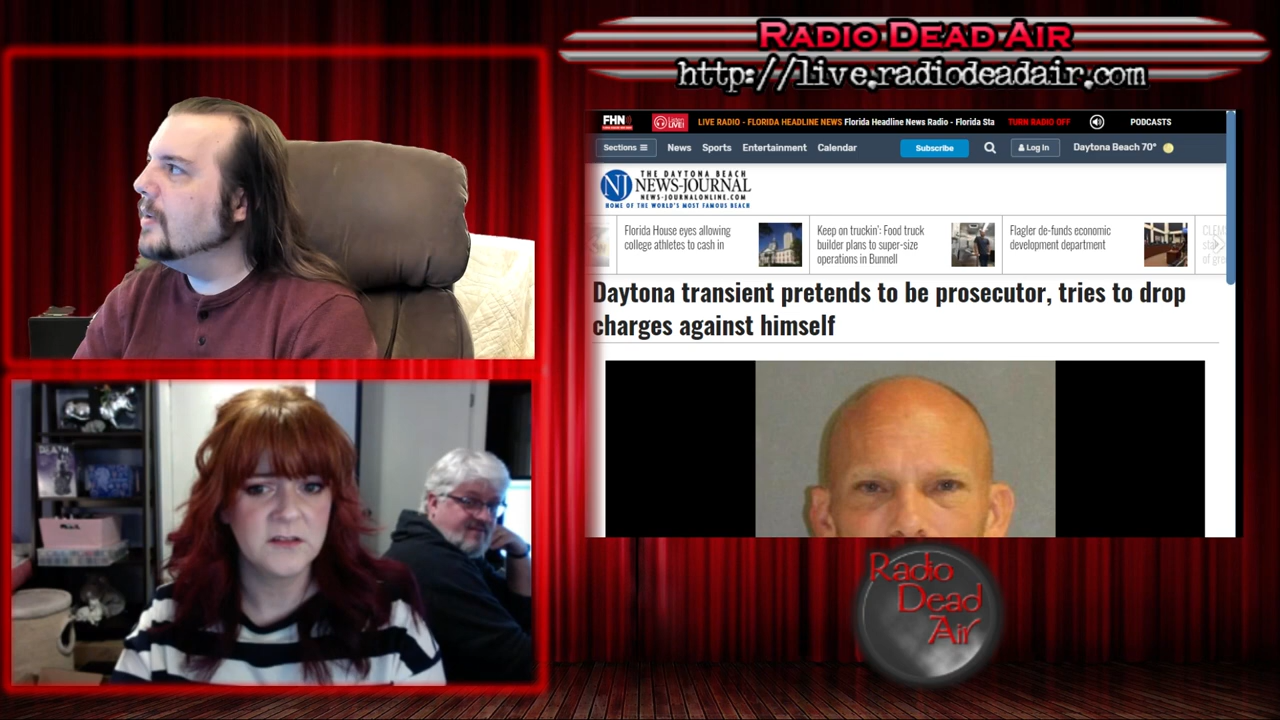 RADIO DEAD AIR
http://live.radiodeadair.com
FHN
LISTEN LIVE!
LIVE RADIO - FLORIDA HEADLINE NEWS Florida Headline News Radio - Florida Sta
TURN RADIO OFF
PODCASTS
Sections
News
Sports
Entertainment
Calendar
Subscribe
Log In
Daytona Beach 70°
NJ
THE DAYTONA BEACH
NEWS-JOURNAL
NEWS-JOURNALONLINE.COM
HOME OF THE WORLD'S MOST FAMOUS BEACH
Florida House eyes allowing
college athletes to cash in
Keep on truckin': Food truck
builder plans to super-size
operations in Bunnell
Flagler de-funds economic
development department
Daytona transient pretends to be prosecutor, tries to drop
charges against himself
DEATH
Radio
Dead
Air